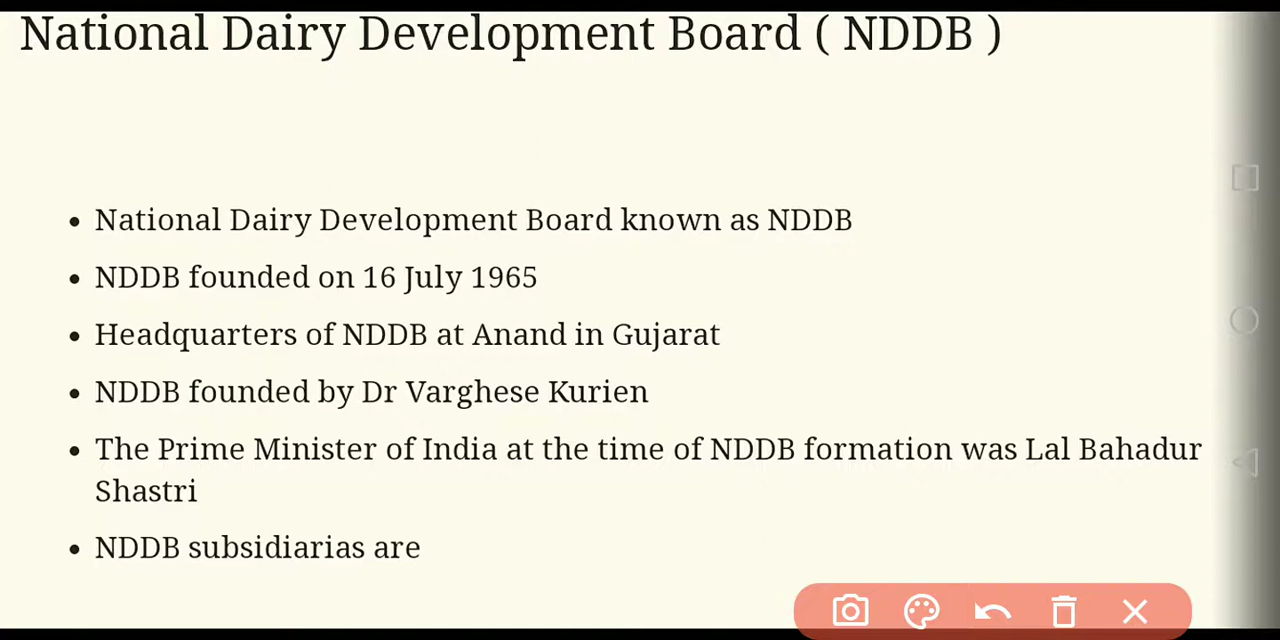 National Dairy Development Board ( NDDB )
• National Dairy Development Board known as NDDB
• NDDB founded on 16 July 1965
• Headquarters of NDDB at Anand in Gujarat
• NDDB founded by Dr Varghese Kurien
• The Prime Minister of India at the time of NDDB formation was Lal Bahadur
Shastri
• NDDB subsidiarias are